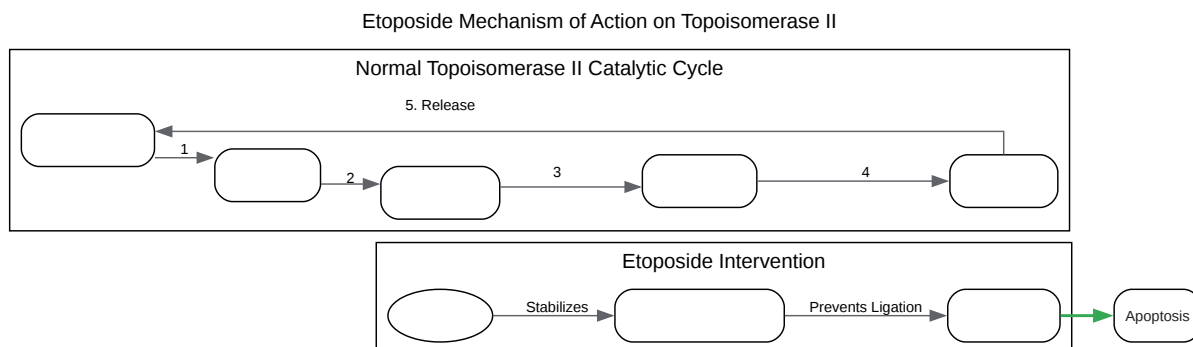 Etoposide Mechanism of Action on Topoisomerase II
Normal Topoisomerase II Catalytic Cycle
5. Release
1
2
3
4
Etoposide Intervention
Stabilizes
Prevents Ligation
Apoptosis